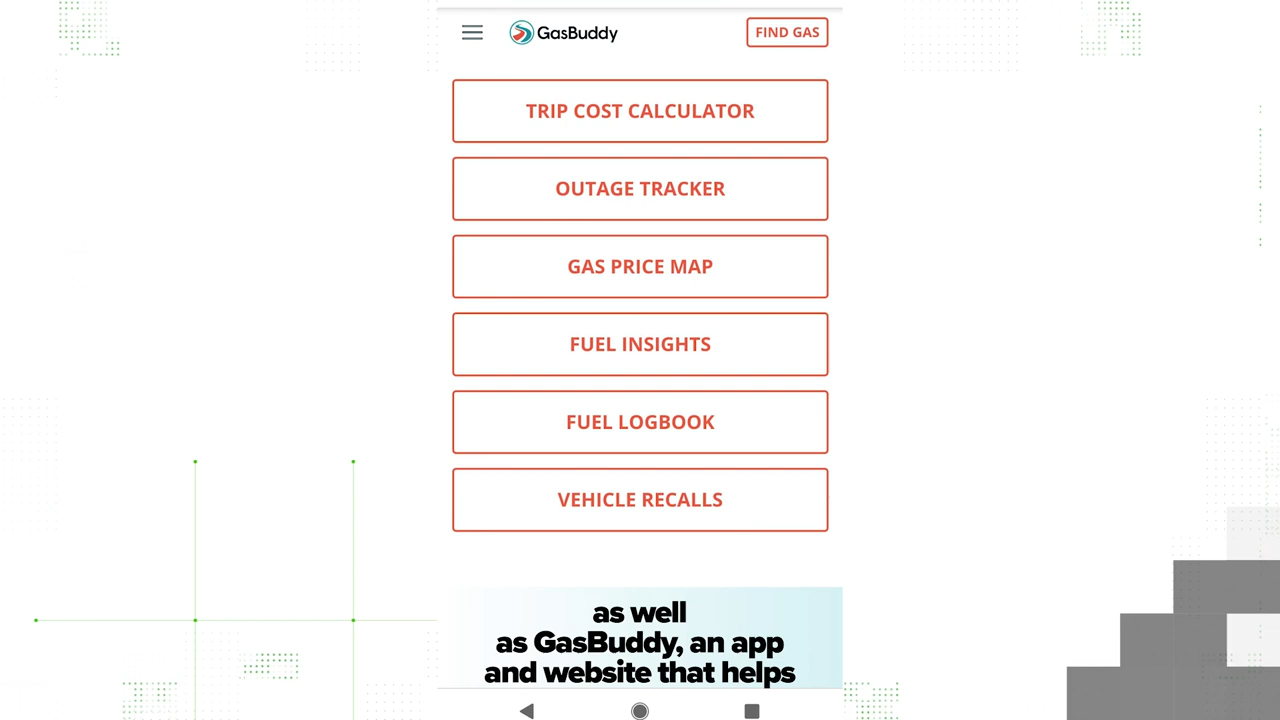 GasBuddy
FIND GAS
TRIP COST CALCULATOR
OUTAGE TRACKER
GAS PRICE MAP
FUEL INSIGHTS
FUEL LOGBOOK
VEHICLE RECALLS
as well
as GasBuddy, an app
and website that helps